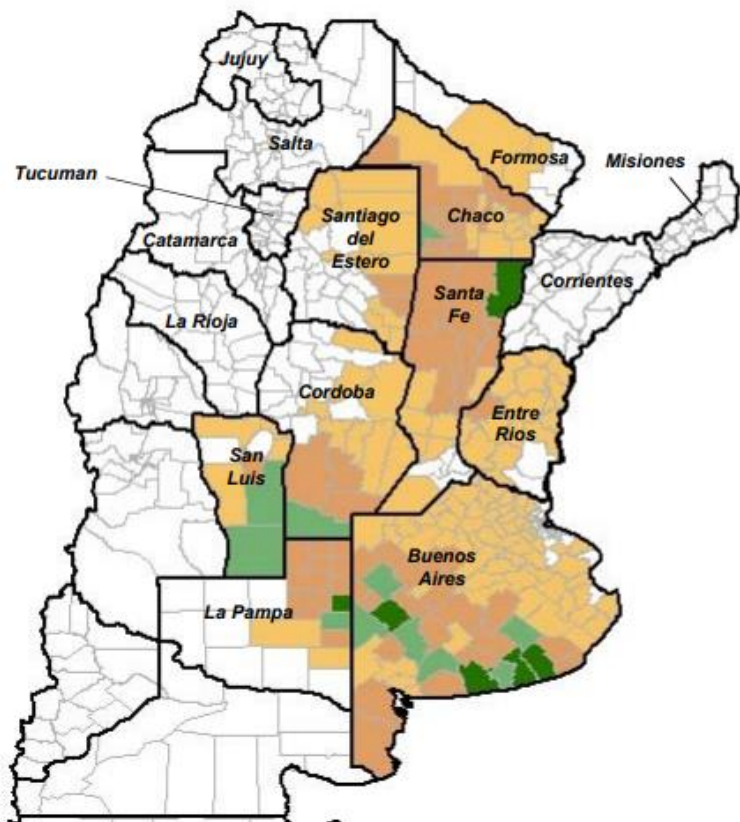 Jujuy
Salta
Formosa
Misiones
Tucuman
Santiago
del
Estero
Chaco
Catamarca
Santa
Fe
Corrientes
La Rioja
Cordoba
Entre
Rios
San
Luis
Buenos
Aires
La Pampa